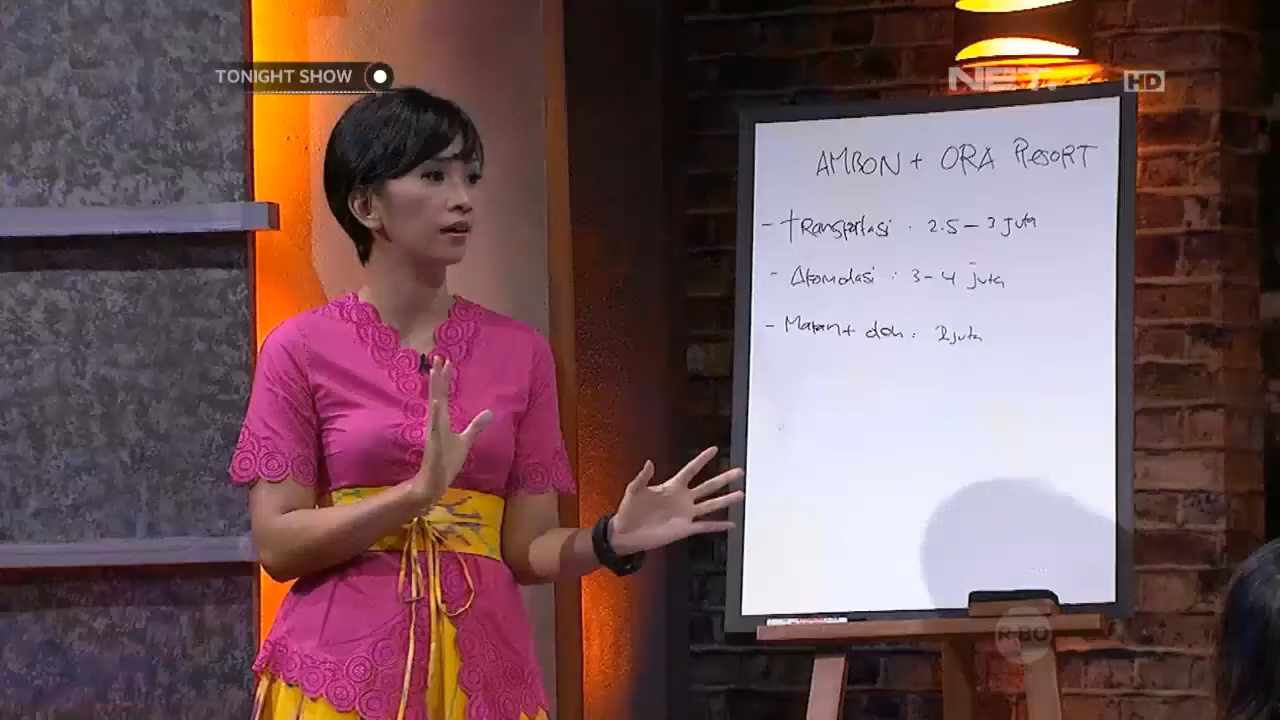 TONIGHT SHOW
NET.
HD
AMBON + ORA RESORT
- TRansportasi : 2.5 - 3 Juta
- Akomodasi : 3 - 4 juta
- Makan + dll : 2 juta
R-BO